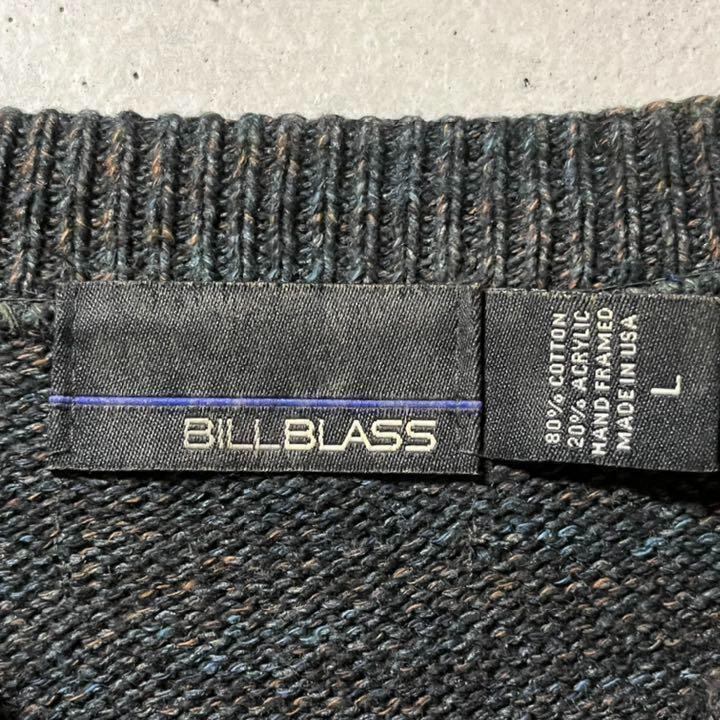 BILLBLASS
80% COTTON
20% ACRYLIC
HAND FRAMED
MADE IN USA
L